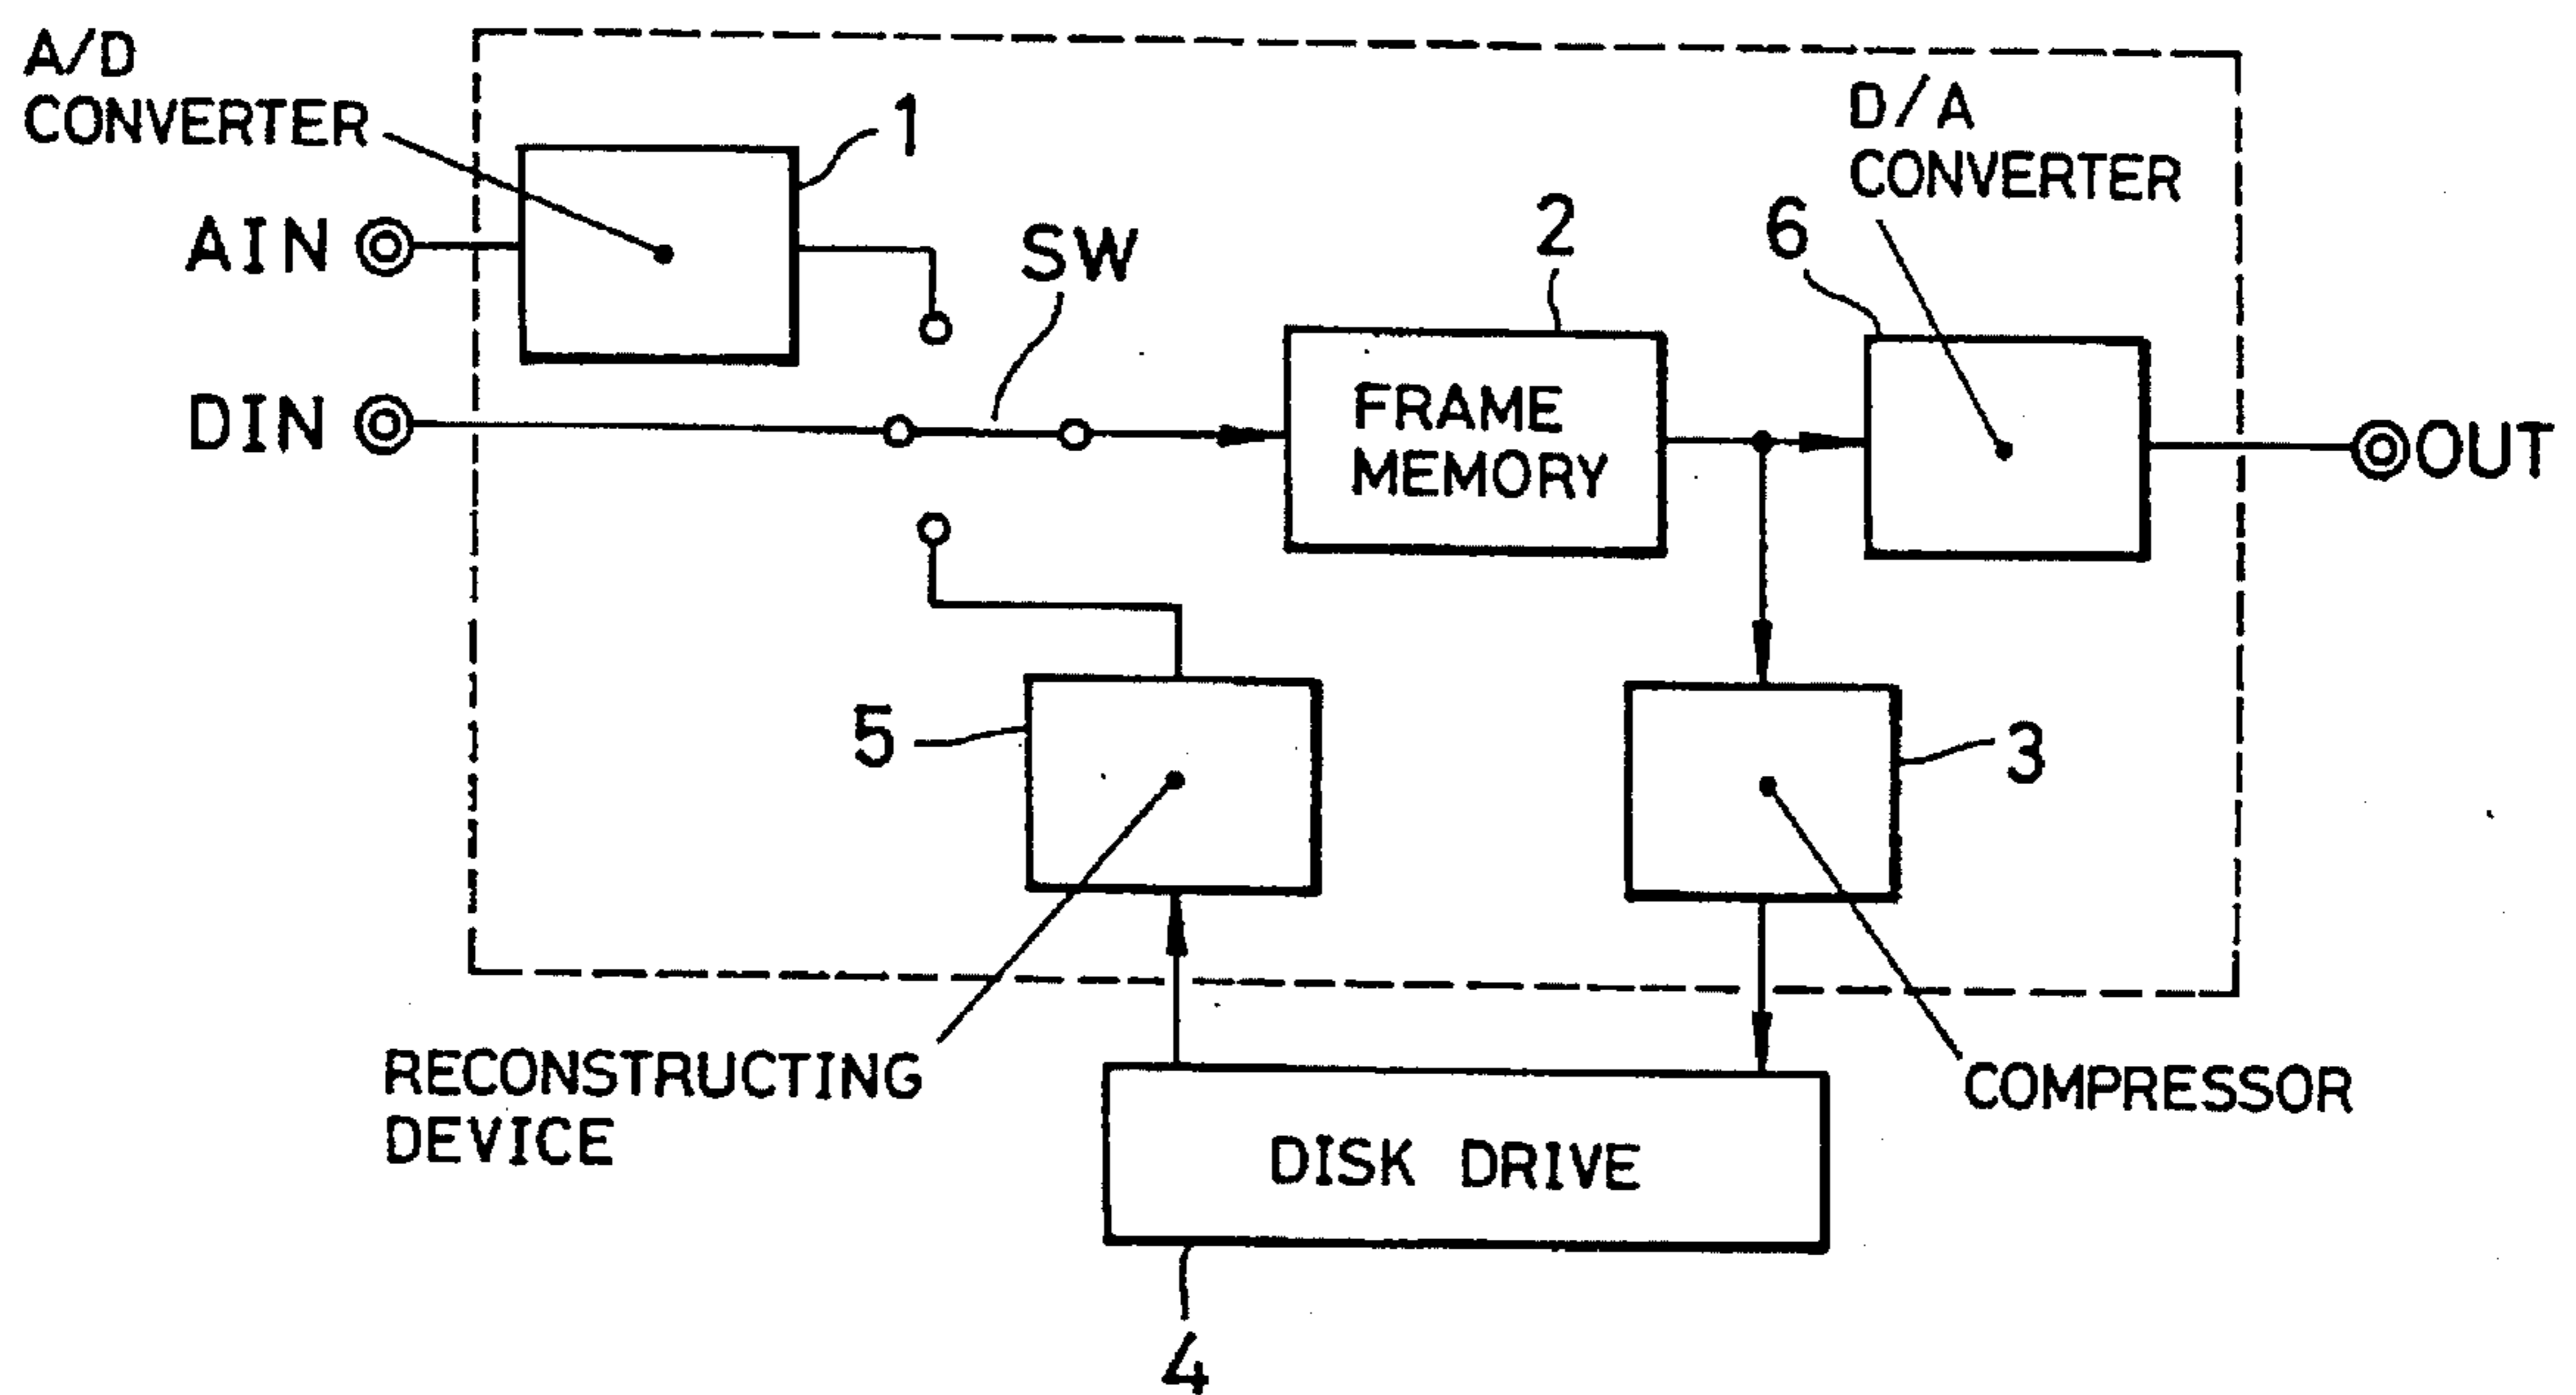 A/D
CONVERTER
1
D/A
CONVERTER
AIN
SW
2
6
DIN
FRAME
MEMORY
OUT
5
3
RECONSTRUCTING
DEVICE
COMPRESSOR
DISK DRIVE
4